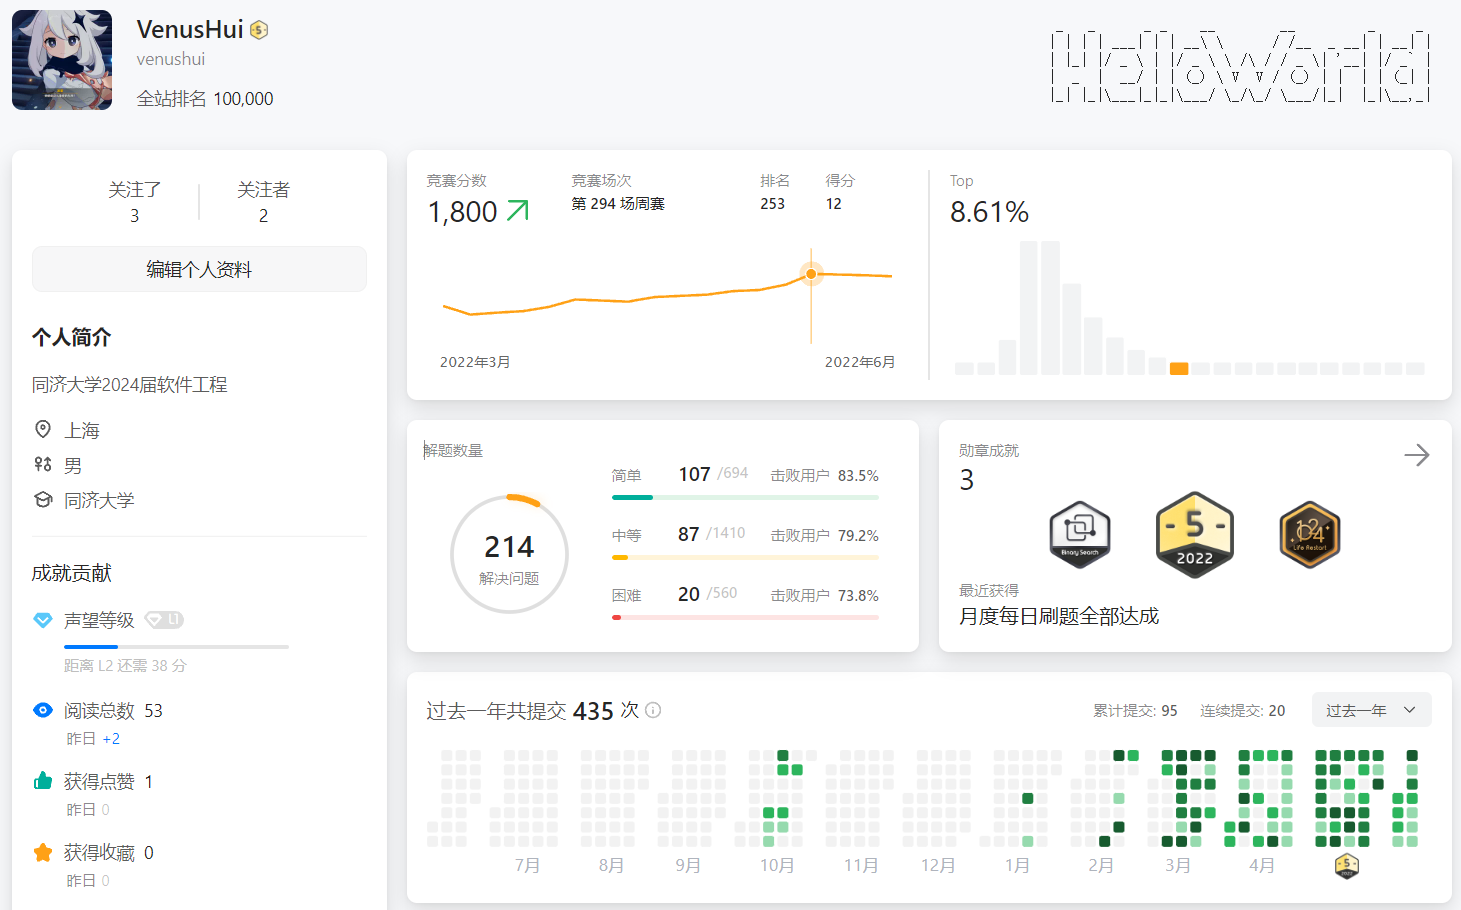 VenusHui
venushui
全站排名 100,000
HelloWorld
关注了
3
关注者
2
编辑个人资料
个人简介
同济大学2024届软件工程
上海
男
同济大学
成就贡献
声望等级 L1
距离 L2 还需 38 分
阅读总数 53
昨日 +2
获得点赞 1
昨日 0
获得收藏 0
昨日 0
竞赛分数
1,800
竞赛场次
第 294 场周赛
排名
253
得分
12
2022年3月
2022年6月
Top
8.61%
解题数量
214
解决问题
简单 107 /694 击败用户 83.5%
中等 87 /1410 击败用户 79.2%
困难 20 /560 击败用户 73.8%
勋章成就
3
Binary Search
5
2022
1024
Life Restart
最近获得
月度每日刷题全部达成
过去一年共提交 435 次
累计提交: 95 连续提交: 20 过去一年
7月 8月 9月 10月 11月 12月 1月 2月 3月 4月